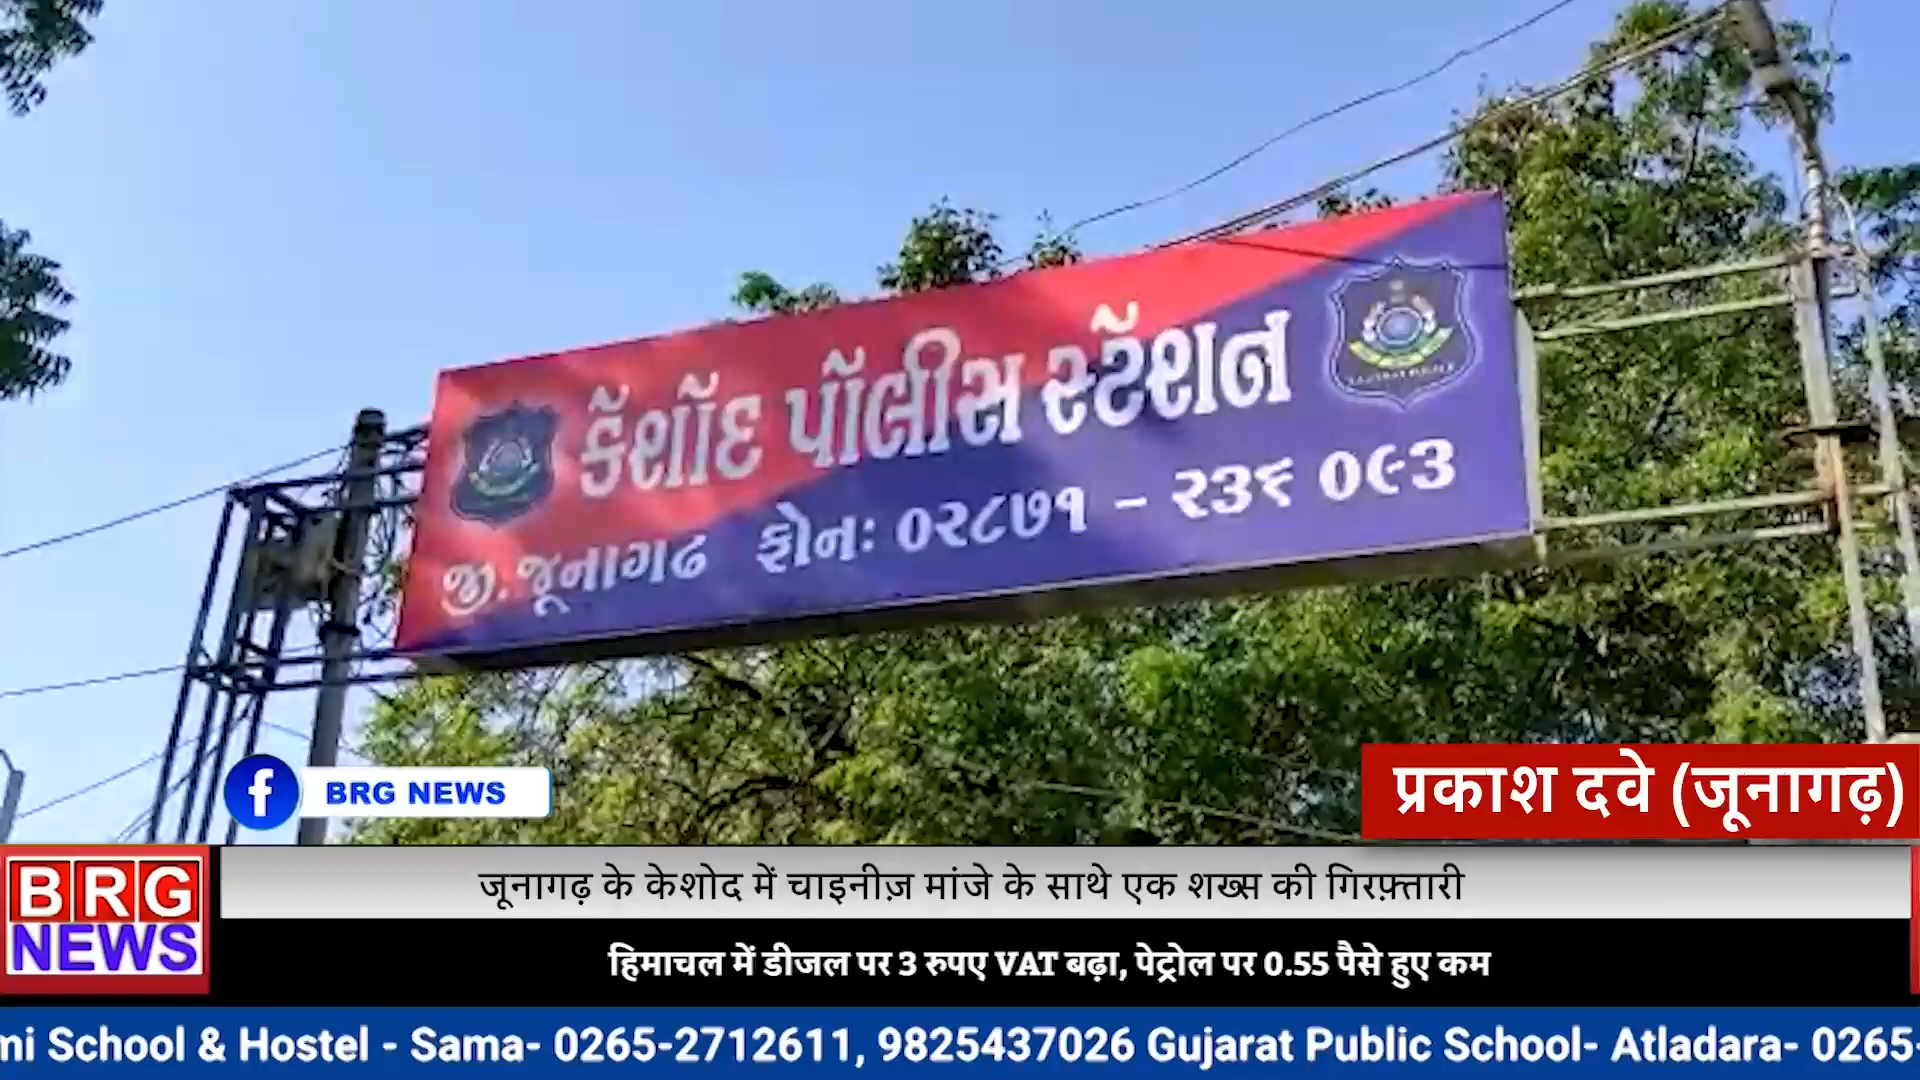 કેશોદ પોલીસ સ્ટેશન
જી. જૂનાગઢ ફોનઃ ૦૨૮૭૧ - ૨૩૬ ૦૯૩
f BRG NEWS
प्रकाश दवे (जूनागढ़)
BRG
NEWS
जूनागढ़ के केशोद में चाइनीज़ मांजे के साथे एक शख्स की गिरफ़्तारी
हिमाचल में डीजल पर 3 रुपए VAT बढ़ा, पेट्रोल पर 0.55 पैसे हुए कम
mi School & Hostel - Sama- 0265-2712611, 9825437026 Gujarat Public School- Atladara- 0265-